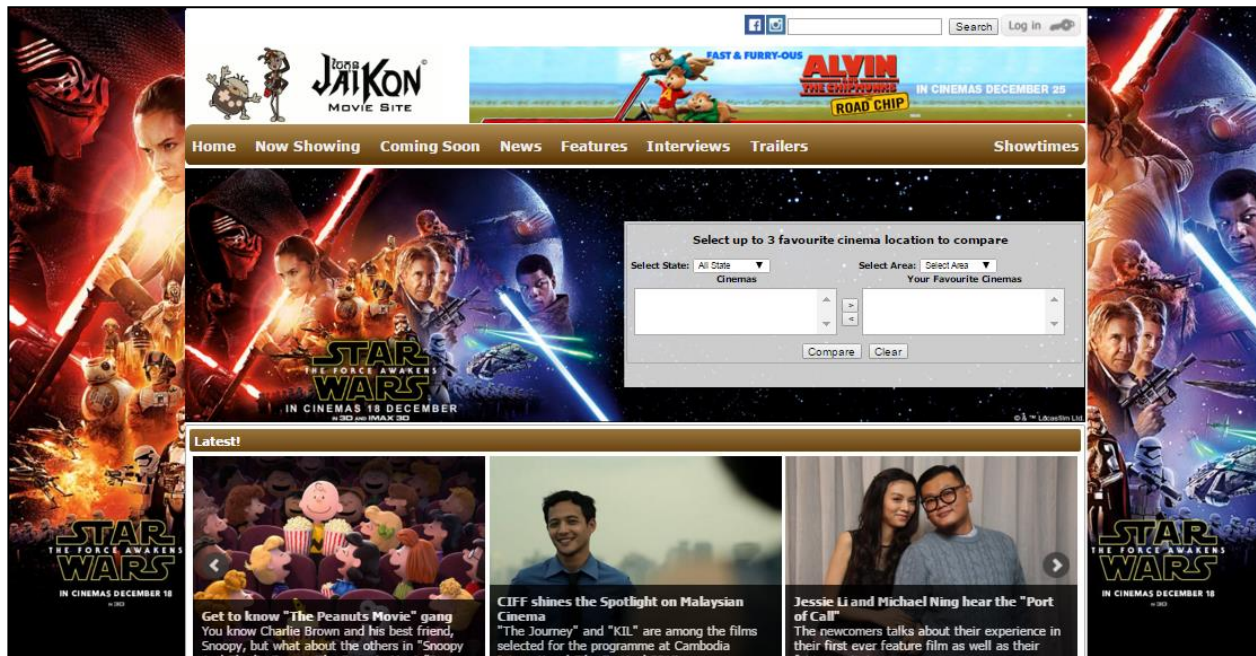 Search
Log in
JAIKON
MOVIE SITE
FAST & FURRY-OUS
ALVIN
AND
THE CHIPMUNKS
ROAD CHIP
IN CINEMAS DECEMBER 25
Home Now Showing Coming Soon News Features Interviews Trailers Showtimes
Select up to 3 favourite cinema location to compare
Select State: All State Select Area: Select Area
Cinemas Your Favourite Cinemas
>
<
Compare Clear
STAR
THE FORCE AWAKENS
WARS
IN CINEMAS 18 DECEMBER
IN 3D AND IMAX 3D
Latest!
STAR
THE FORCE AWAKENS
WARS
IN CINEMAS DECEMBER 18
IN 3D
Get to know "The Peanuts Movie" gang
You know Charlie Brown and his best friend,
Snoopy, but what about the others in "Snoopy
CIFF shines the Spotlight on Malaysian
Cinema
"The Journey" and "KIL" are among the films
selected for the programme at Cambodia
Jessie Li and Michael Ning hear the "Port
of Call"
The newcomers talks about their experience in
their first ever feature film as well as their
STAR
THE FORCE AWAKENS
WARS
IN CINEMAS DECEMBER 18
IN 3D